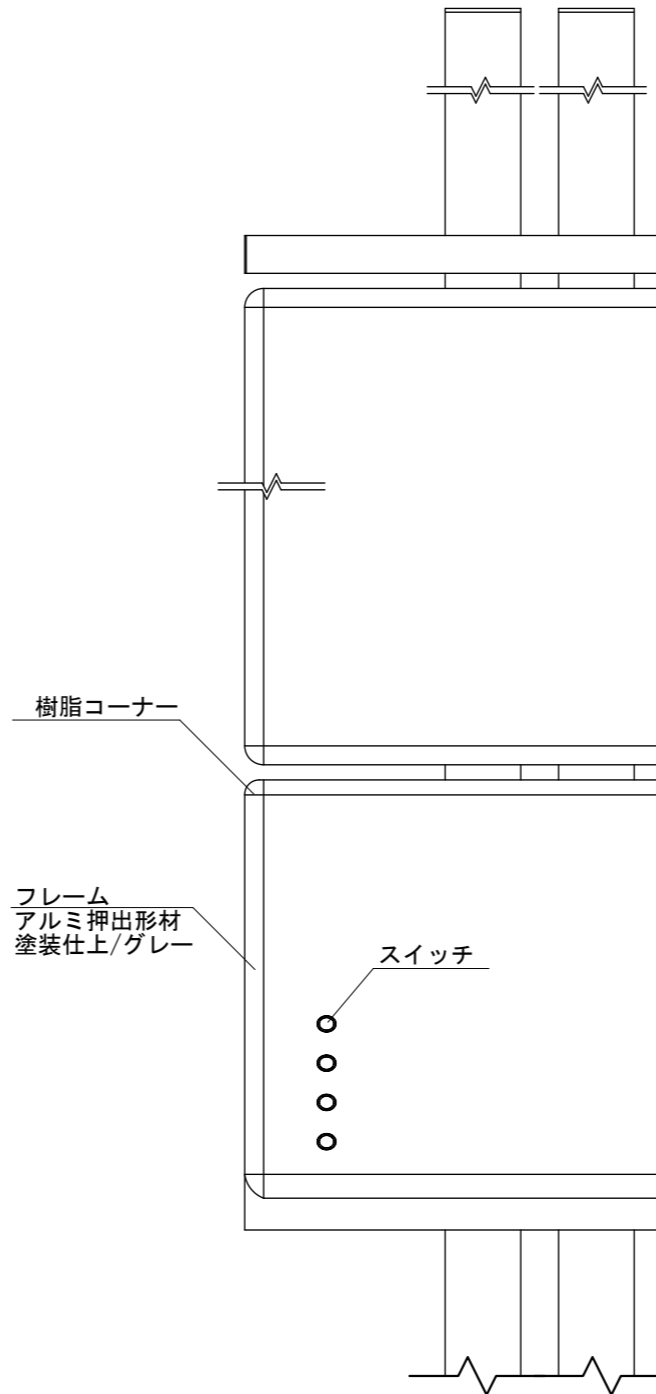 樹脂コーナー
フレーム
アルミ押出形材
塗装仕上/グレー
スイッチ